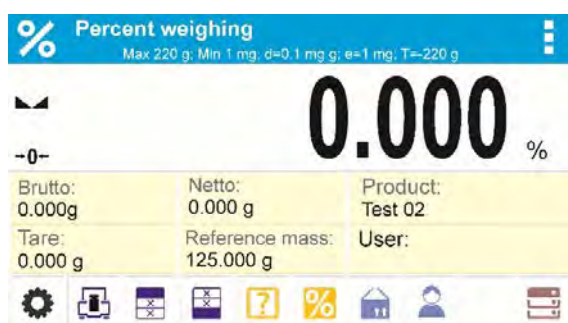 % Percent weighing
Max 220 g; Min 1 mg; d=0.1 mg g; e=1 mg; T=-220 g
0.000 %
→0←
Brutto: Netto: Product:
0.000g 0.000 g Test 02
Tare: Reference mass: User:
0.000 g 125.000 g
? %